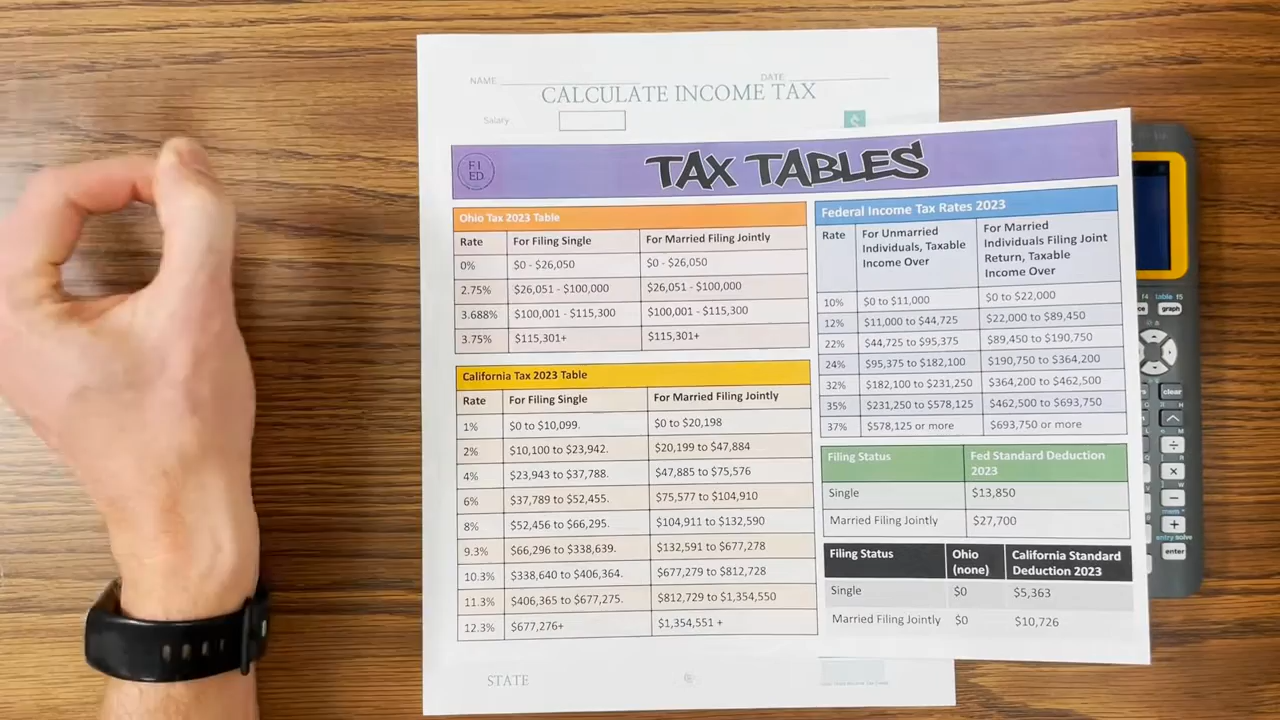 NAME
DATE
CALCULATE INCOME TAX
Salary
$
FI
ED.
TAX TABLES
Ohio Tax 2023 Table
Rate For Filing Single For Married Filing Jointly
0% $0 - $26,050 $0 - $26,050
2.75% $26,051 - $100,000 $26,051 - $100,000
$100,001 - $115,300 $100,001 - $115,300
3.75% $115,301+ $115,301+
California Tax 2023 Table
Rate For Filing Single For Married Filing Jointly
1% $0 to $10,099. $0 to $20,198
2% $10,100 to $23,942. $20,199 to $47,884
4% $23,943 to $37,788. $47,885 to $75,576
6% $37,789 to $52,455. $75,577 to $104,910
8% $52,456 to $66,295. $104,911 to $132,590
9.3% $66,296 to $338,639. $132,591 to $677,278
10.3% $338,640 to $406,364. $677,279 to $812,728
11.3% $406,365 to $677,275. $812,729 to $1,354,550
12.3% $677,276+ $1,354,551 +
Federal Income Tax Rates 2023
Rate For Unmarried Individuals, Taxable Income Over For Married Individuals Filing Joint Return, Taxable Income Over
10% $0 to $11,000 $0 to $22,000
12% $11,000 to $44,725 $22,000 to $89,450
22% $44,725 to $95,375 $89,450 to $190,750
24% $95,375 to $182,100 $190,750 to $364,200
32% $182,100 to $231,250 $364,200 to $462,500
35% $231,250 to $578,125 $462,500 to $693,750
37% $578,125 or more $693,750 or more
Filing Status Fed Standard Deduction 2023
Single $13,850
Married Filing Jointly $27,700
Filing Status Ohio (none) California Standard Deduction 2023
Single $0 $5,363
Married Filing Jointly $0 $10,726
STATE
f4 table f5
graph
clear
÷
×
−
mem
+
entry solve
enter